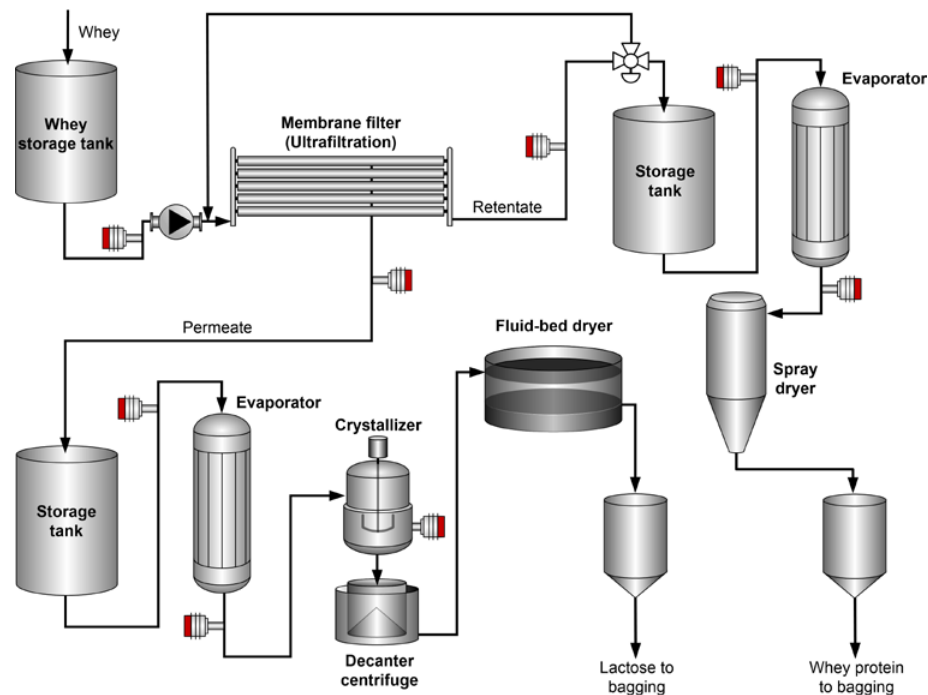 Whey
Whey
storage tank
Membrane filter
(Ultrafiltration)
Retentate
Storage
tank
Evaporator
Permeate
Fluid-bed dryer
Spray
dryer
Evaporator
Crystallizer
Storage
tank
Decanter
centrifuge
Lactose to
bagging
Whey protein
to bagging